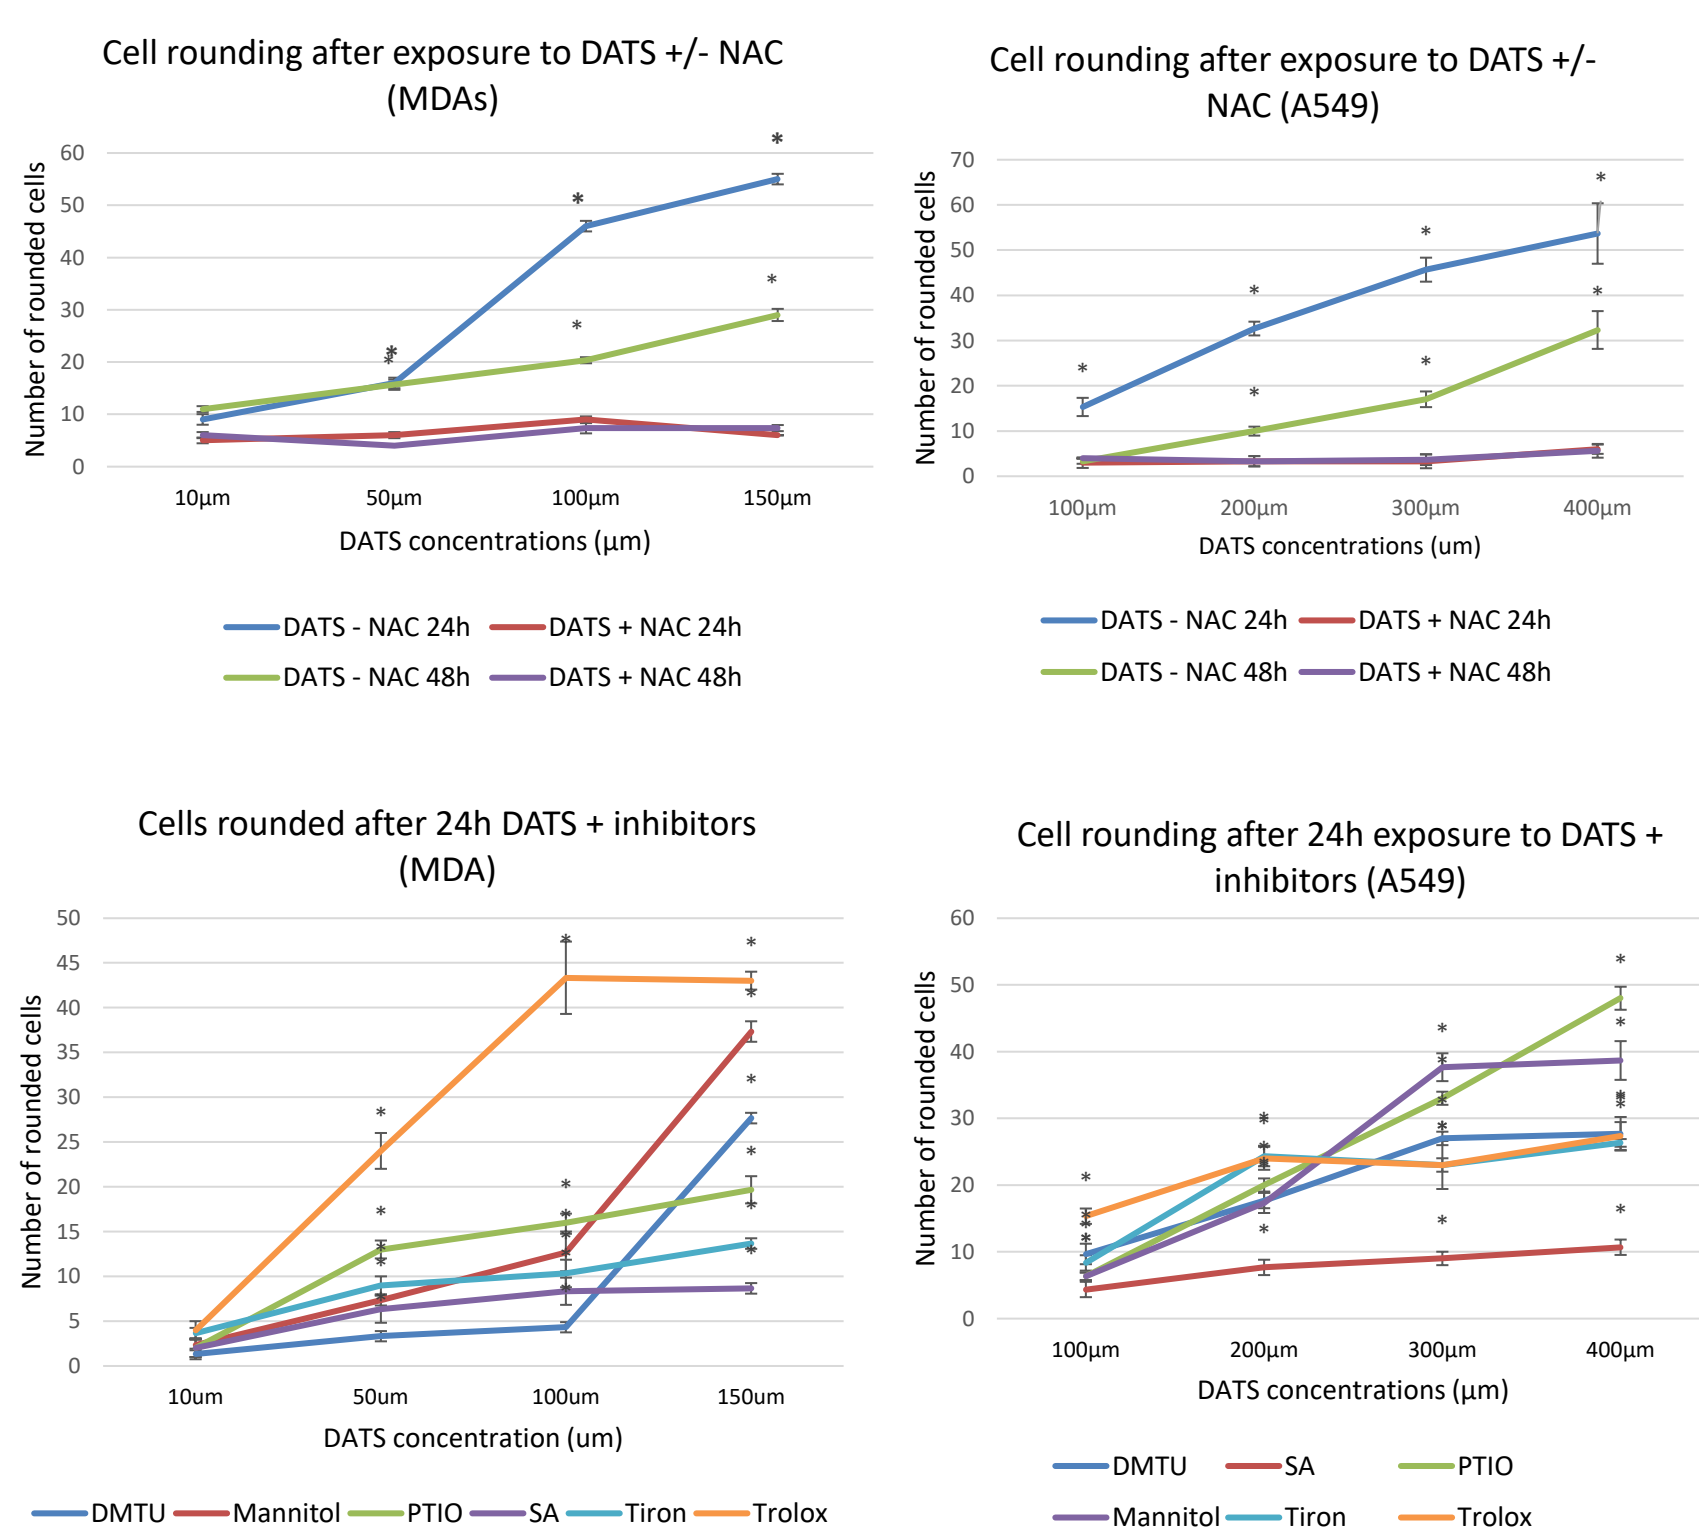 Cell rounding after exposure to DATS +/- NAC
(MDAs)
Number of rounded cells
60
50
40
30
20
10
0
* * * * * *
10μm 50μm 100μm 150μm
DATS concentrations (μm)
DATS - NAC 24h DATS + NAC 24h
DATS - NAC 48h DATS + NAC 48h
Cell rounding after exposure to DATS +/-
NAC (A549)
Number of rounded cells
70
60
50
40
30
20
10
0
* * * * * * *
100μm 200μm 300μm 400μm
DATS concentrations (um)
DATS - NAC 24h DATS + NAC 24h
DATS - NAC 48h DATS + NAC 48h
Cells rounded after 24h DATS + inhibitors
(MDA)
Number of rounded cells
50
45
40
35
30
25
20
15
10
5
0
10um 50um 100um 150um
DATS concentration (um)
DMTU Mannitol PTIO SA Tiron Trolox
Cell rounding after 24h exposure to DATS +
inhibitors (A549)
Number of rounded cells
60
50
40
30
20
10
0
100μm 200μm 300μm 400μm
DATS concentrations (μm)
DMTU SA PTIO
Mannitol Tiron Trolox